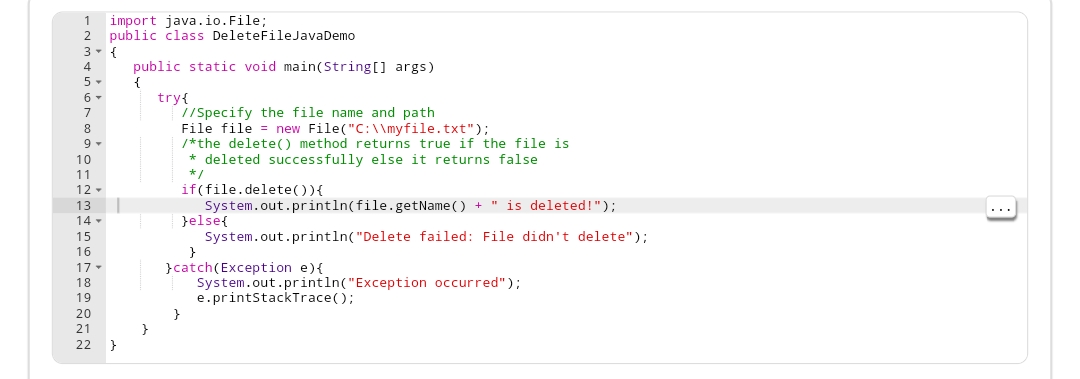 1 import java.io.File;
2 public class DeleteFileJavaDemo
3 {
4    public static void main(String[] args)
5    {
6       try{
7          //Specify the file name and path
8          File file = new File("C:\\myfile.txt");
9          /*the delete() method returns true if the file is
10           * deleted successfully else it returns false
11           */
12          if(file.delete()){
13             System.out.println(file.getName() + " is deleted!");
...
14          }else{
15             System.out.println("Delete failed: File didn't delete");
16           }
17        }catch(Exception e){
18            System.out.println("Exception occurred");
19            e.printStackTrace();
20         }
21     }
22 }